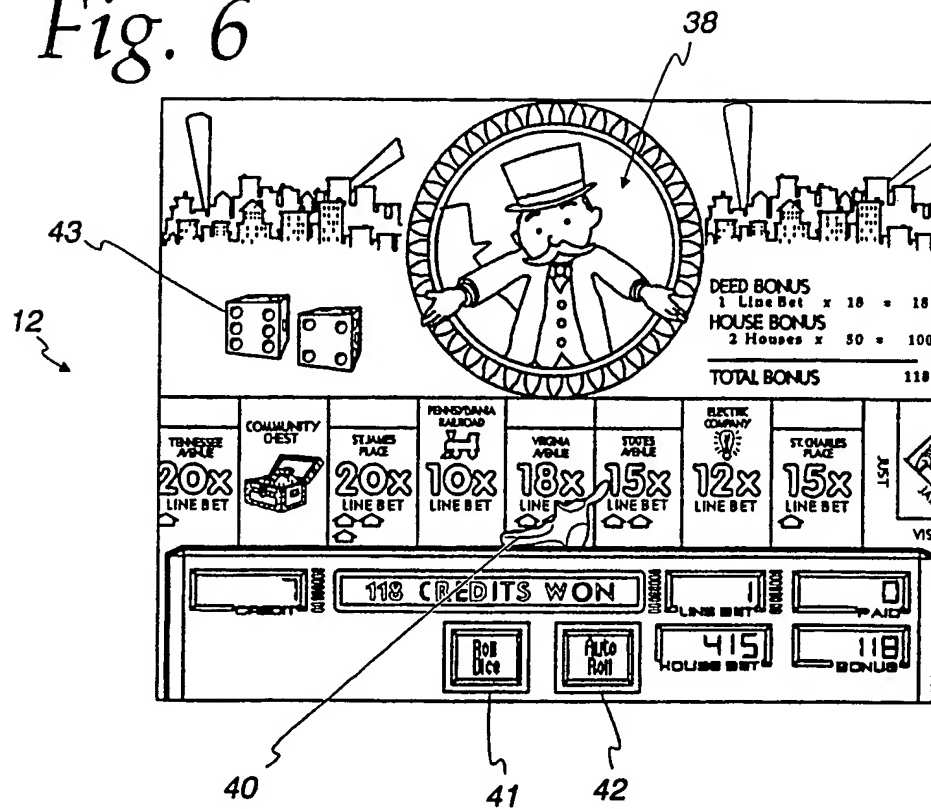 Fig. 6
38
43
12
DEED BONUS
1 Line Bet x 18 = 18
HOUSE BONUS
2 Houses x 50 = 100
TOTAL BONUS 118
TENNESSEE AVENUE
20x
LINE BET
COMMUNITY CHEST
ST. JAMES PLACE
20x
LINE BET
PENNSYLVANIA RAILROAD
10x
LINE BET
VIRGINIA AVENUE
18x
LINE
STATES AVENUE
15x
LINE BET
ELECTRIC COMPANY
12x
LINE BET
ST. CHARLES PLACE
15x
LINE BET
JUST
VIS
CREDIT
118 CREDITS WON
1
LINE BET
0
PAID
Roll Dice
Auto Roll
415
HOUSE BET
118
BONUS
40
41
42